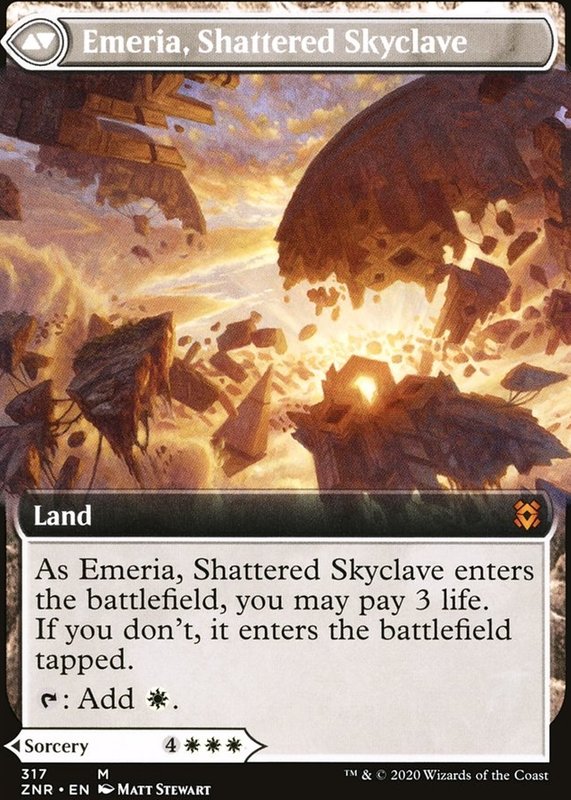 Emeria, Shattered Skyclave
Land
As Emeria, Shattered Skyclave enters
the battlefield, you may pay 3 life.
If you don't, it enters the battlefield
tapped.
: Add .
Sorcery 4
317 M
ZNR • EN Matt Stewart
™ & © 2020 Wizards of the Coast